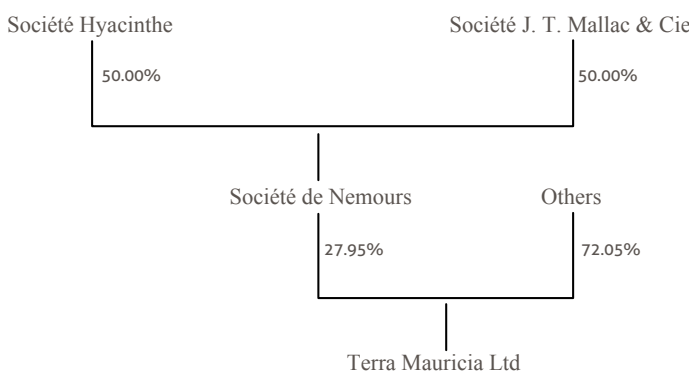 Société Hyacinthe Société J. T. Mallac & Cie
50.00% 50.00%
Société de Nemours Others
27.95% 72.05%
Terra Mauricia Ltd